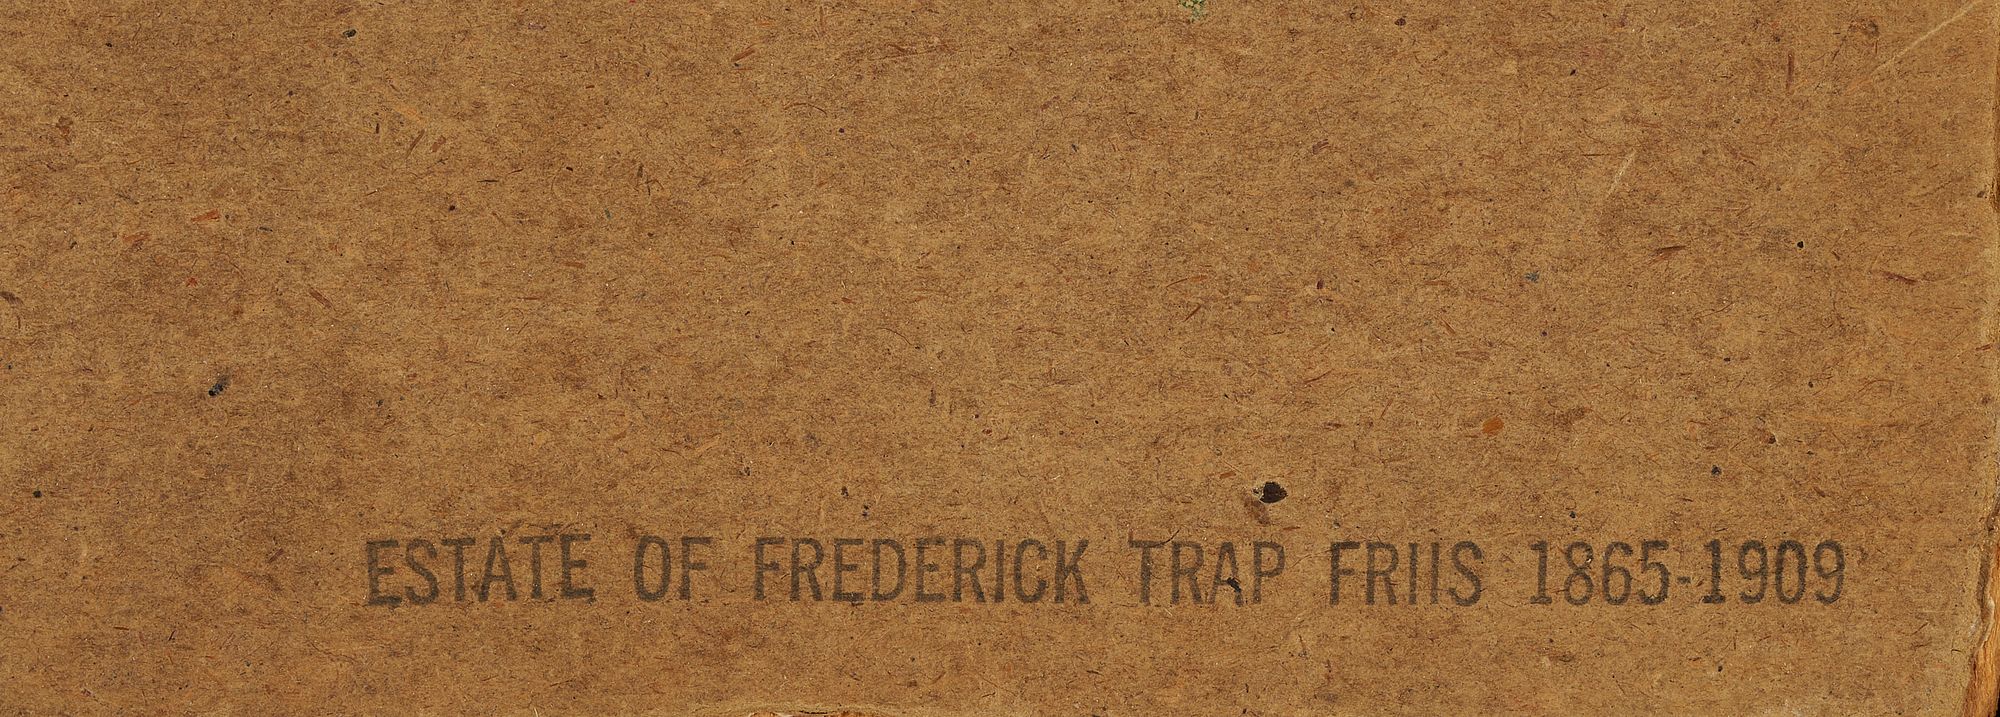 ESTATE OF FREDERICK TRAP FRIIS 1865-1909